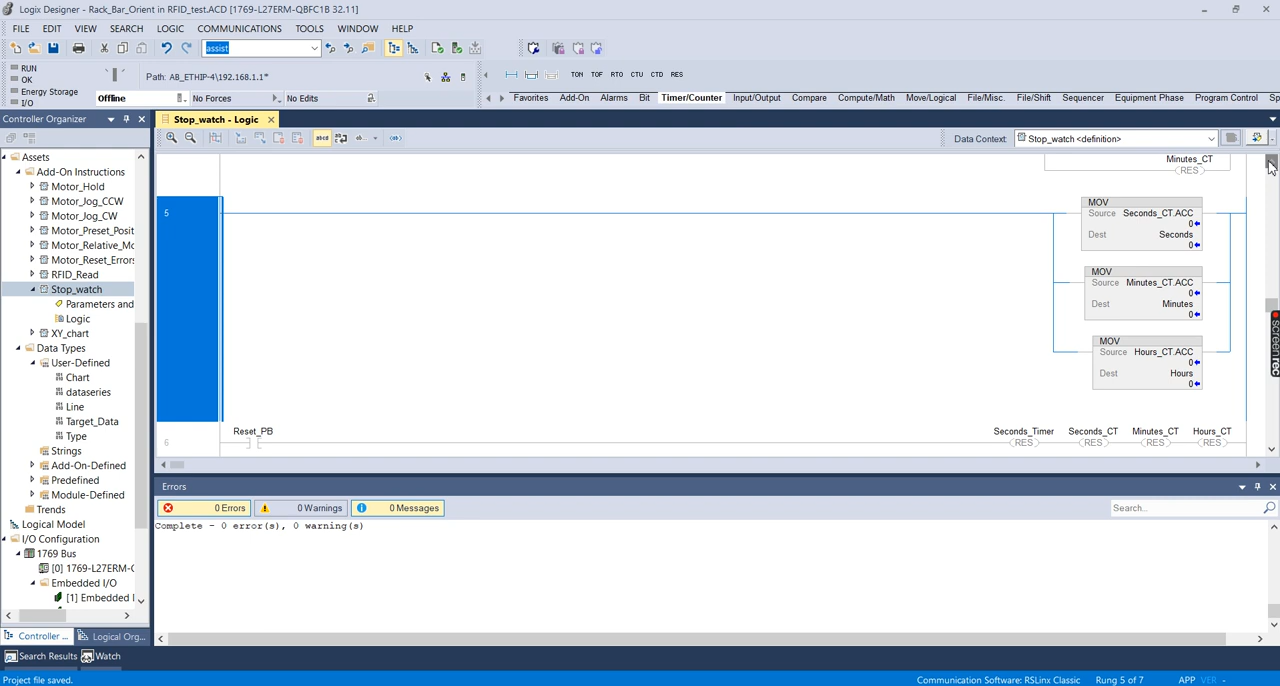 Logix Designer - Rack_Bar_Orient in RFID_test.ACD [1769-L27ERM-QBFC1B 32.11]
FILE EDIT VIEW SEARCH LOGIC COMMUNICATIONS TOOLS WINDOW HELP
assist
RUN
OK
Energy Storage
I/O
Path: AB_ETHIP-4\192.168.1.1*
Offline
No Forces
No Edits
TON TOF RTO CTU CTD RES
Favorites Add-On Alarms Bit Timer/Counter Input/Output Compare Compute/Math Move/Logical File/Misc. File/Shift Sequencer Equipment Phase Program Control Sp
Controller Organizer
Stop_watch - Logic
Data Context: Stop_watch <definition>
Assets
Add-On Instructions
Motor_Hold
Motor_Jog_CCW
Motor_Jog_CW
Motor_Preset_Posit
Motor_Relative_Mo
Motor_Reset_Errors
RFID_Read
Stop_watch
Parameters and
Logic
XY_chart
Data Types
User-Defined
Chart
dataseries
Line
Target_Data
Type
Strings
Add-On-Defined
Predefined
Module-Defined
Trends
Logical Model
I/O Configuration
1769 Bus
[0] 1769-L27ERM-
Embedded I/O
[1] Embedded I
Controller ...
Logical Org...
Minutes_CT
RES
5
MOV
Source Seconds_CT.ACC
0
Dest Seconds
0
MOV
Source Minutes_CT.ACC
0
Dest Minutes
0
MOV
Source Hours_CT.ACC
0
Dest Hours
0
6
Reset_PB
Seconds_Timer Seconds_CT Minutes_CT Hours_CT
RES RES RES RES
screenrec
Errors
0 Errors 0 Warnings 0 Messages
Search...
Complete - 0 error(s), 0 warning(s)
Search Results Watch
Project file saved.
Communication Software: RSLinx Classic Rung 5 of 7 APP VER